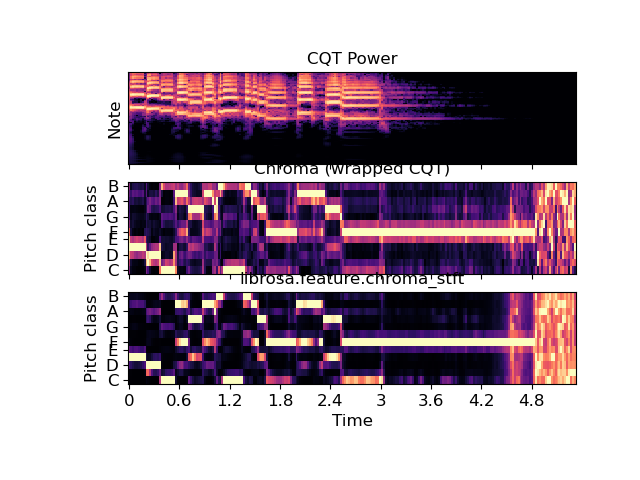 CQT Power
Note
Chroma (wrapped CQT)
B
A
G
F
E
D
C
Pitch class
librosa.feature.chroma_stft
B
A
G
F
E
D
C
Pitch class
0 0.6 1.2 1.8 2.4 3 3.6 4.2 4.8
Time